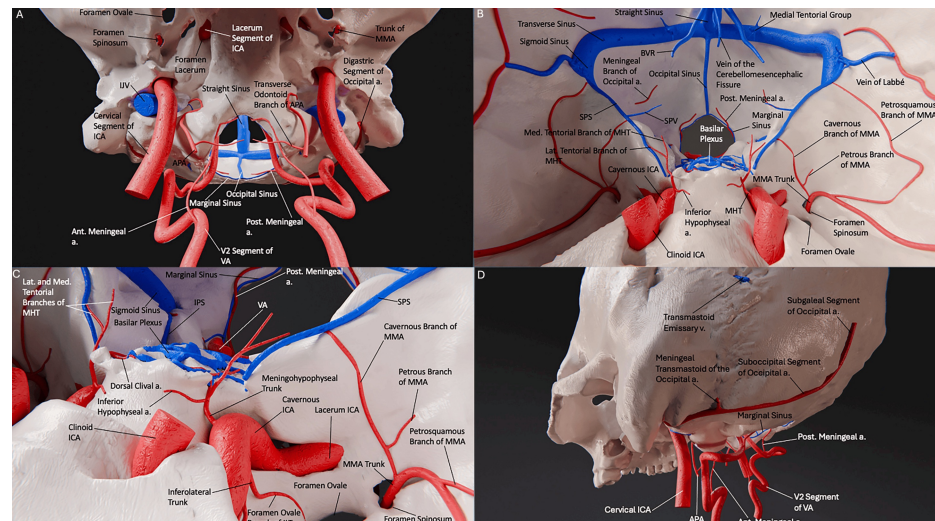 A
Foramen Ovale
Foramen
Spinosum
Lacerum
Segment of
ICA
Trunk of
MMA
Foramen
Lacerum
Digastric
Segment of
Occipital a.
IJV
Straight Sinus
Transverse
Odontoid
Branch of APA
Cervical
Segment of
ICA
APA
Occipital Sinus
Marginal Sinus
Ant. Meningeal
a.
Post. Meningeal
a.
V2 Segment of
VA
B
Straight Sinus
Medial Tentorial Group
Transverse Sinus
Sigmoid Sinus
BVR
Meningeal
Branch of
Occipital a.
Occipital Sinus
Vein of the
Cerebellomesencephalic
Fissure
Vein of Labbé
Post. Meningeal a.
Petrosquamous
Branch of
MMA
SPS
SPV
Marginal
Sinus
Cavernous
Branch of
MMA
Med. Tentorial Branch of MHT
Basilar
Plexus
Lat. Tentorial Branch of
MHT
Petrous Branch
of MMA
Cavernous ICA
MMA Trunk
Inferior
Hypophyseal
a.
MHT
Foramen
Spinosum
Clinoid ICA
Foramen Ovale
C
Marginal Sinus
Post. Meningeal
a.
Lat. and Med.
Tentorial
Branches of
MHT
Sigmoid Sinus
IPS
VA
SPS
Basilar Plexus
Cavernous Branch of
MMA
Dorsal Clival a.
Meningohypophyseal
Trunk
Petrous Branch
of MMA
Inferior
Hypophyseal a.
Cavernous
ICA
Clinoid
ICA
Lacerum ICA
Petrosquamous
Branch of MMA
MMA Trunk
Inferolateral
Trunk
Foramen Ovale
Foramen Ovale
Foramen Spinosum
D
Transmastoid
Emissary v.
Subgaleal Segment
of Occipital a.
Meningeal
Transmastoid of the
Occipital a.
Suboccipital Segment
of Occipital a.
Marginal Sinus
Post. Meningeal a.
V2 Segment
of VA
Cervical ICA
APA
Ant. Meningeal a.